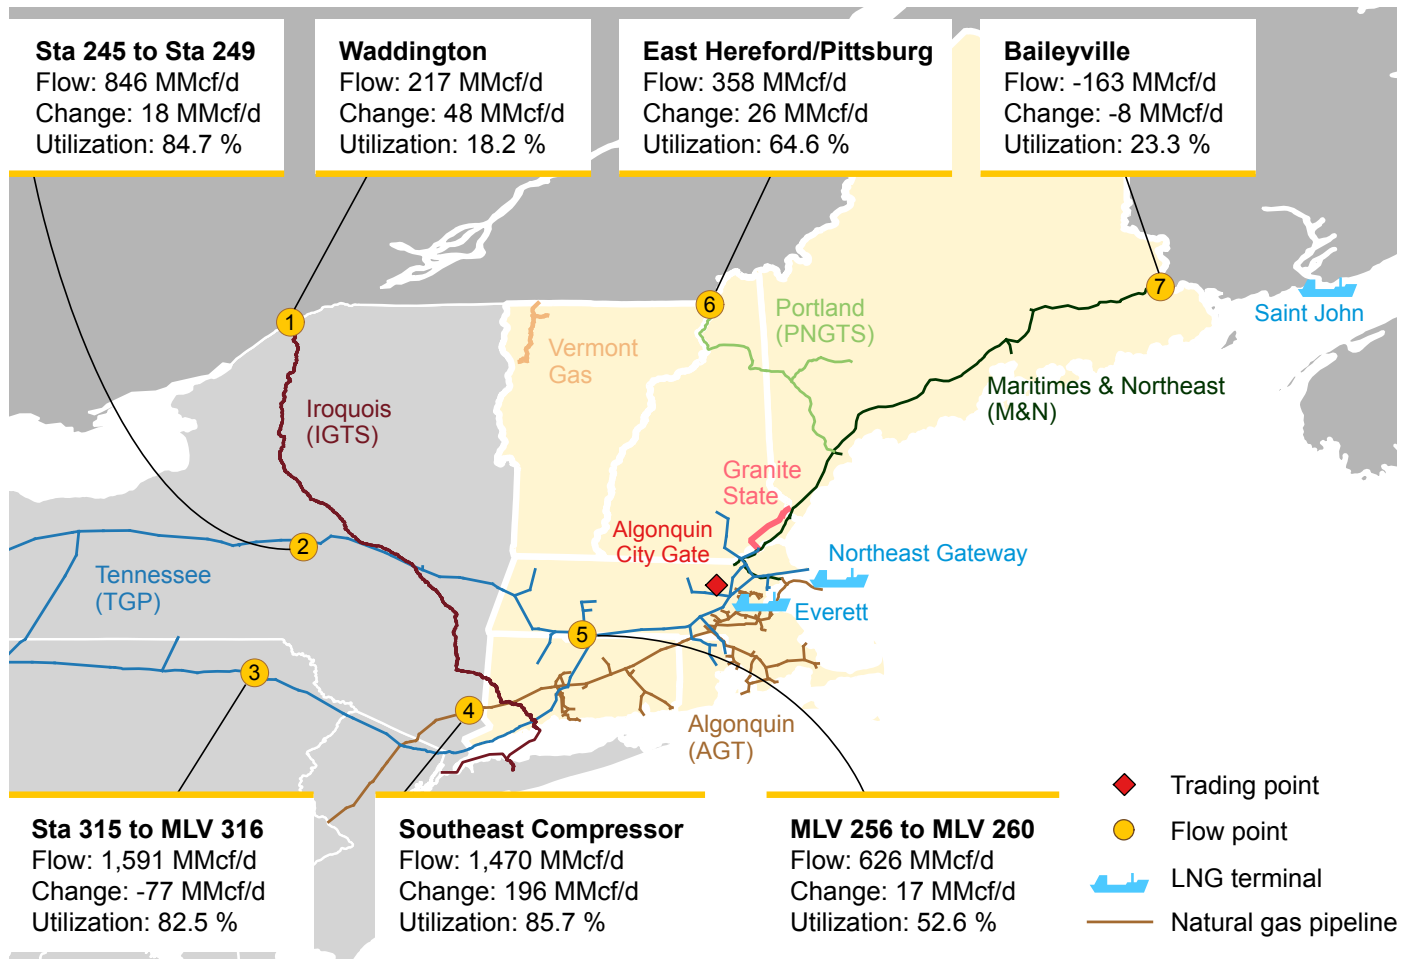 Sta 245 to Sta 249
Flow: 846 MMcf/d
Change: 18 MMcf/d
Utilization: 84.7 %
Waddington
Flow: 217 MMcf/d
Change: 48 MMcf/d
Utilization: 18.2 %
East Hereford/Pittsburg
Flow: 358 MMcf/d
Change: 26 MMcf/d
Utilization: 64.6 %
Baileyville
Flow: -163 MMcf/d
Change: -8 MMcf/d
Utilization: 23.3 %
7
6
1
Saint John
Portland
(PNGTS)
Vermont
Gas
Maritimes & Northeast
(M&N)
Iroquois
(IGTS)
Granite
State
Algonquin
City Gate
2
Northeast Gateway
Tennessee
(TGP)
Everett
5
3
4
Algonquin
(AGT)
Sta 315 to MLV 316
Flow: 1,591 MMcf/d
Change: -77 MMcf/d
Utilization: 82.5 %
Southeast Compressor
Flow: 1,470 MMcf/d
Change: 196 MMcf/d
Utilization: 85.7 %
MLV 256 to MLV 260
Flow: 626 MMcf/d
Change: 17 MMcf/d
Utilization: 52.6 %
Trading point
Flow point
LNG terminal
Natural gas pipeline